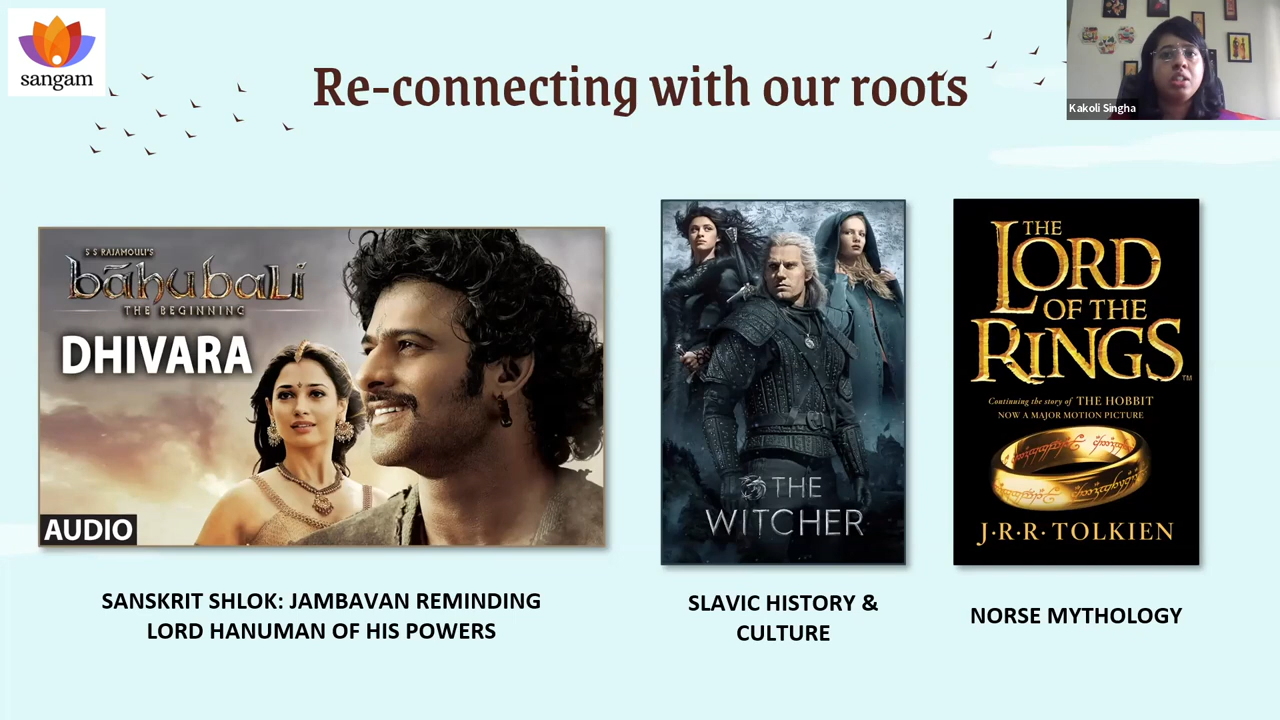 sangam
Re-connecting with our roots
Kakoli Singha
S S RAJAMOULI'S
bāhubali
THE BEGINNING
DHIVARA
AUDIO
SANSKRIT SHLOK: JAMBAVAN REMINDING
LORD HANUMAN OF HIS POWERS
THE
WITCHER
SLAVIC HISTORY &
CULTURE
THE
LORD
OF THE
RINGS™
Continuing the story of THE HOBBIT
NOW A MAJOR MOTION PICTURE
J·R·R·TOLKIEN
NORSE MYTHOLOGY